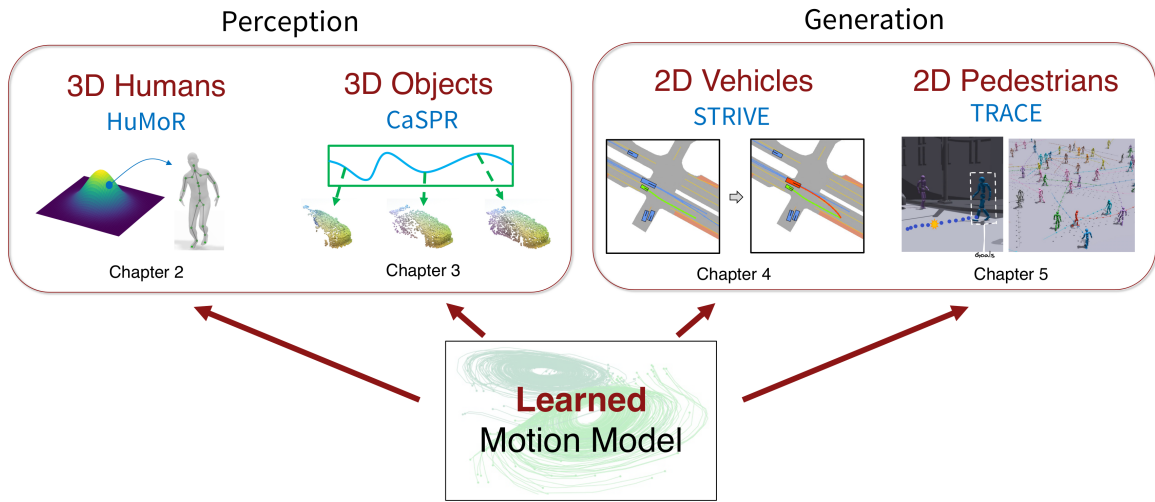 Perception
Generation
3D Humans
HuMoR
Chapter 2
3D Objects
CaSPR
Chapter 3
2D Vehicles
STRIVE
Chapter 4
2D Pedestrians
TRACE
Goals
Chapter 5
Learned
Motion Model